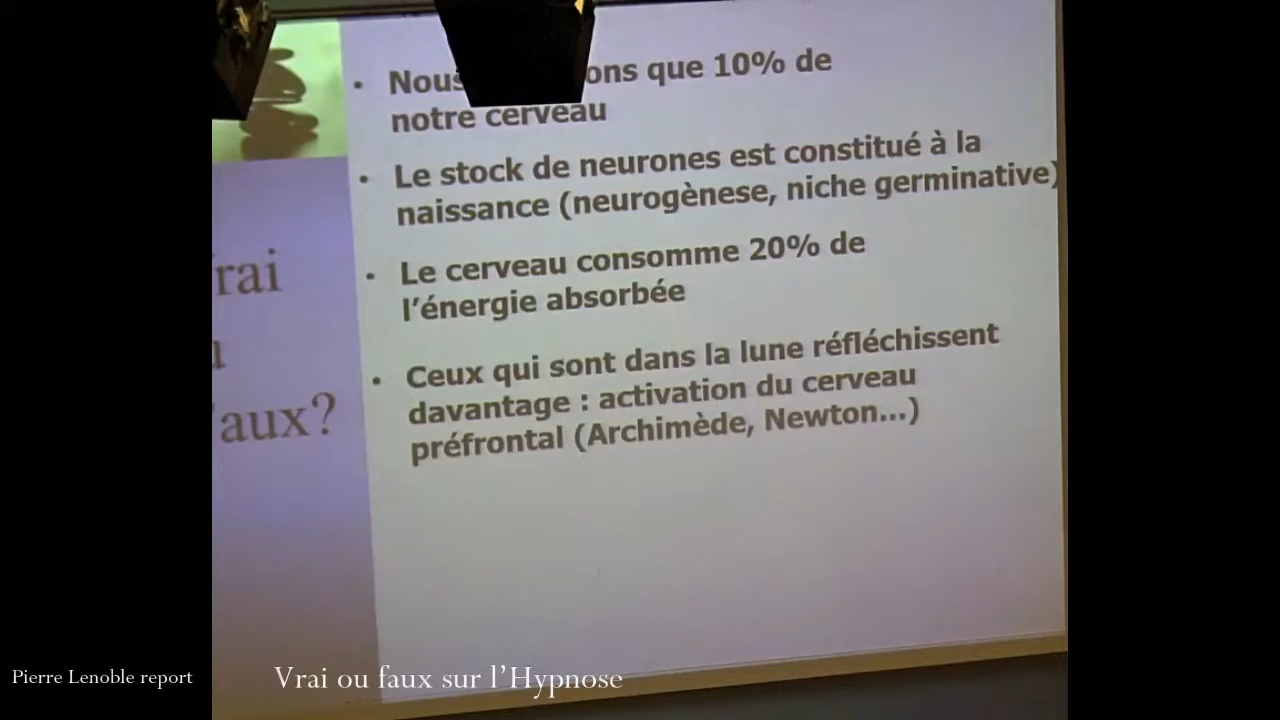 Nous ons que 10% de
notre cerveau
Le stock de neurones est constitué à la
naissance (neurogènese, niche germinative)
Le cerveau consomme 20% de
l'énergie absorbée
Ceux qui sont dans la lune réfléchissent
davantage : activation du cerveau
préfrontal (Archimède, Newton...)
rai
u
aux?
Pierre Lenoble report
Vrai ou faux sur l'Hypnose